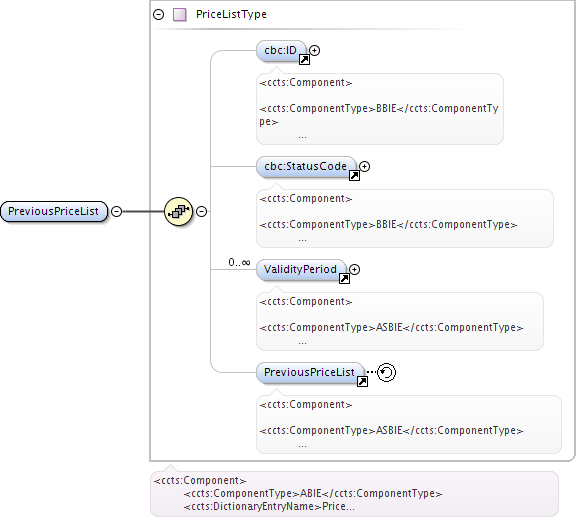 PriceListType
cbc:ID
<ccts:Component>
<ccts:ComponentType>BBIE</ccts:ComponentTy
pe>
...
cbc:StatusCode
<ccts:Component>
<ccts:ComponentType>BBIE</ccts:ComponentType>
...
PreviousPriceList
0..∞
ValidityPeriod
<ccts:Component>
<ccts:ComponentType>ASBIE</ccts:ComponentType>
...
PreviousPriceList
<ccts:Component>
<ccts:ComponentType>ASBIE</ccts:ComponentType>
...
<ccts:Component>
<ccts:ComponentType>ABIE</ccts:ComponentType>
<ccts:DictionaryEntryName>Price...